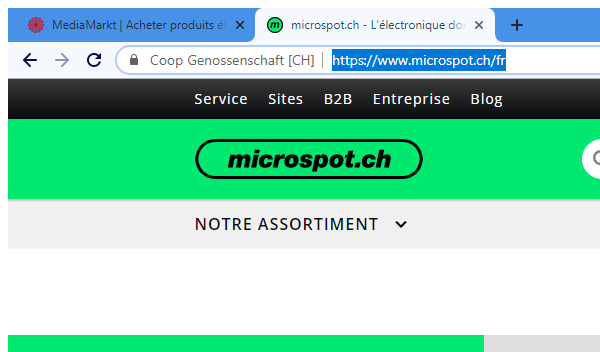 MediaMarkt | Acheter produits é
microspot.ch - L'électronique do
Coop Genossenschaft [CH] | https://www.microspot.ch/fr
Service Sites B2B Entreprise Blog
microspot.ch
NOTRE ASSORTIMENT